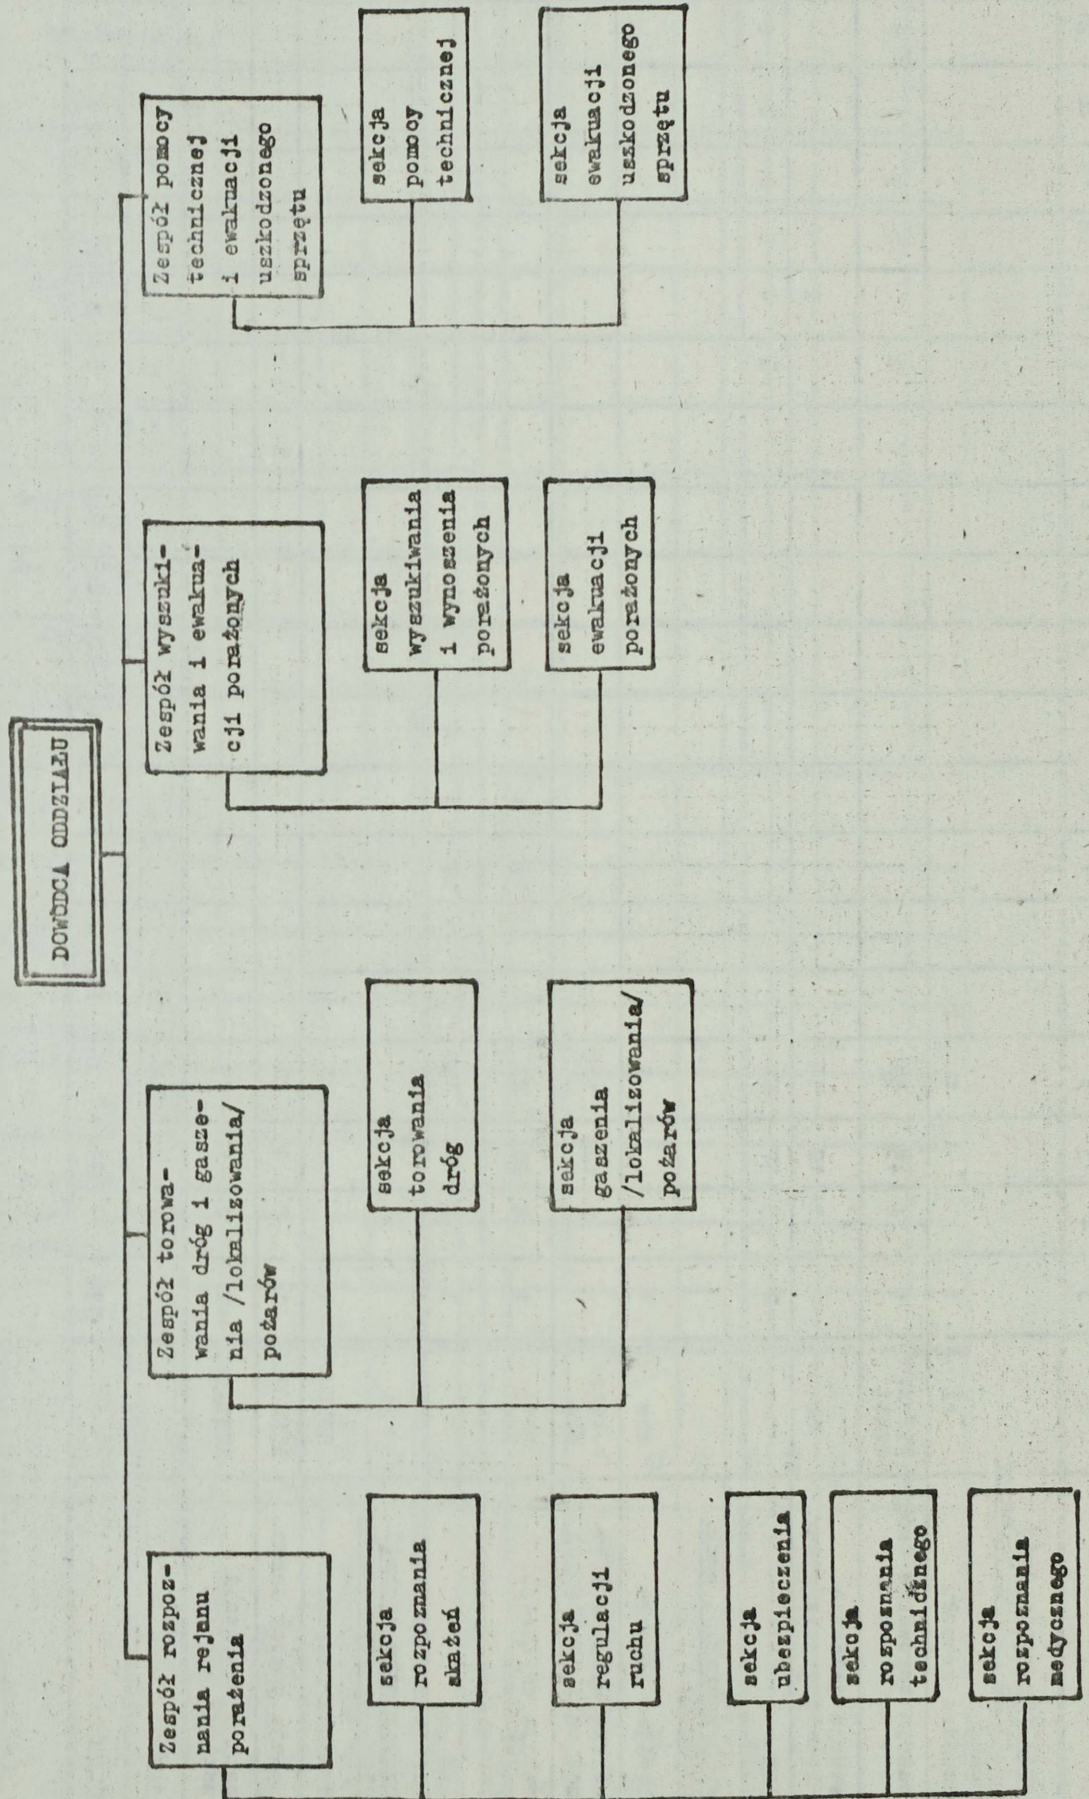 DOWÓDCA ODDZIAŁU
Zespół rozpoz-
nania rejanu
porażenia
sekcja
rozpoznania
skażeń
sekcja
regulacji
ruchu
sekcja
ubezpieczenia
sekcja
rozpoznania
technicznego
sekcja
rozpoznania
medycznego
Zespół torowa-
wania dróg i gasze-
nia /lokalizowania/
pożarów
sekcja
torowania
dróg
sekcja
gaszenia
/lokalizowania/
pożarów
Zespół wyszuki-
wania i ewakua-
cji porażonych
sekcja
wyszukiwania
i wynoszenia
porażonych
sekcja
ewakuacji
porażonych
Zespół pomocy
technicznej
i ewakuacji
uszkodzonego
sprzętu
sekcja
pomocy
technicznej
sekcja
ewakuacji
uszkodzonego
sprzętu